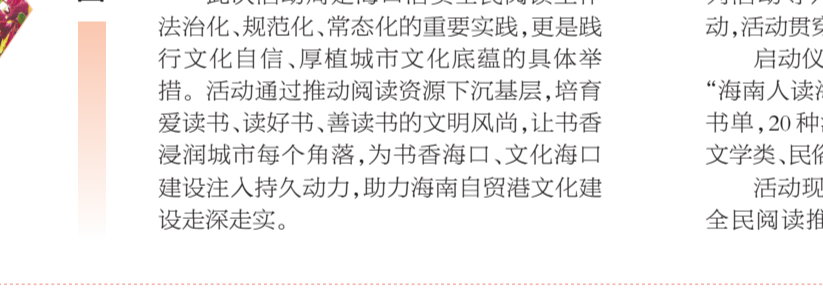 法治化、规范化、常态化的重要实践,更是践
行文化自信、厚植城市文化底蕴的具体举
措。活动通过推动阅读资源下沉基层,培育
爱读书、读好书、善读书的文明风尚,让书香
浸润城市每个角落,为书香海口、文化海口
建设注入持久动力,助力海南自贸港文化建
设走深走实。
动,活动贯穿
启动仪
“海南人读海
书单,20种
文学类、民俗
活动现
全民阅读推